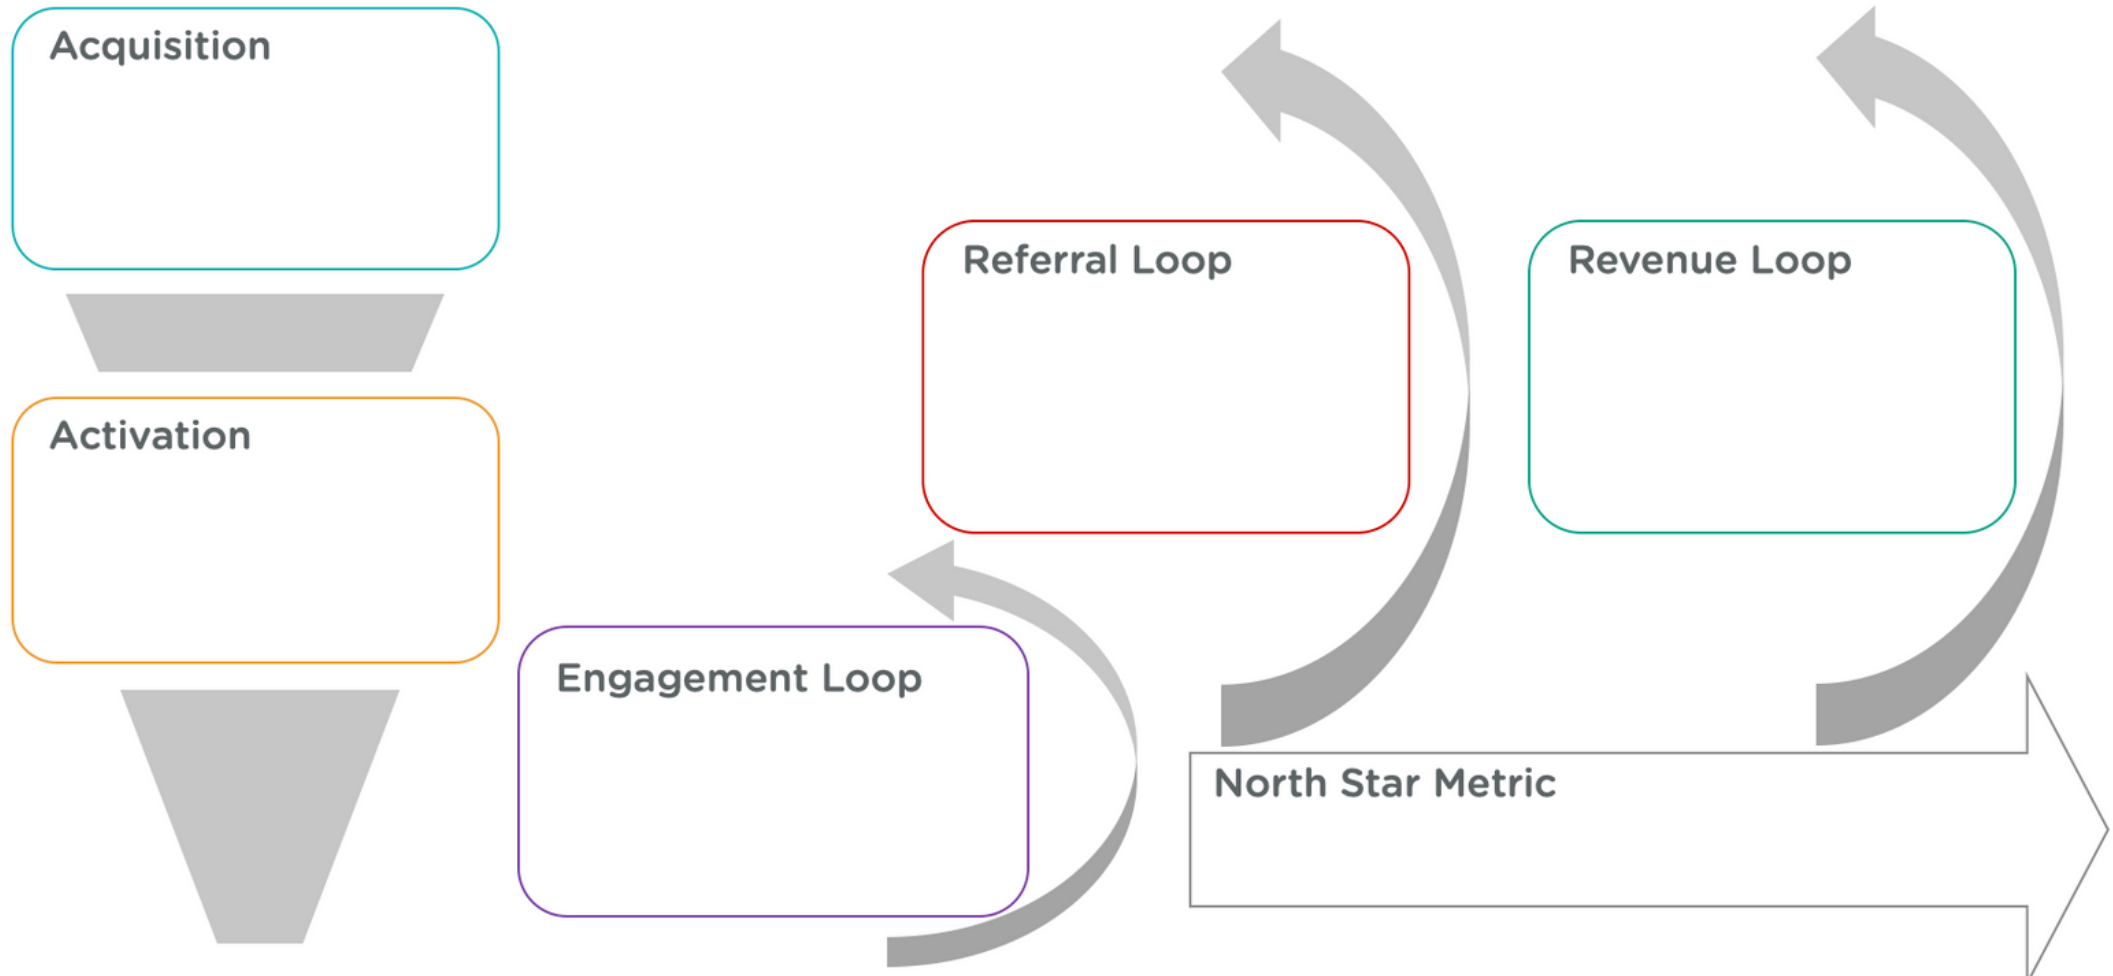 Acquisition
Activation
Engagement Loop
Referral Loop
Revenue Loop
North Star Metric